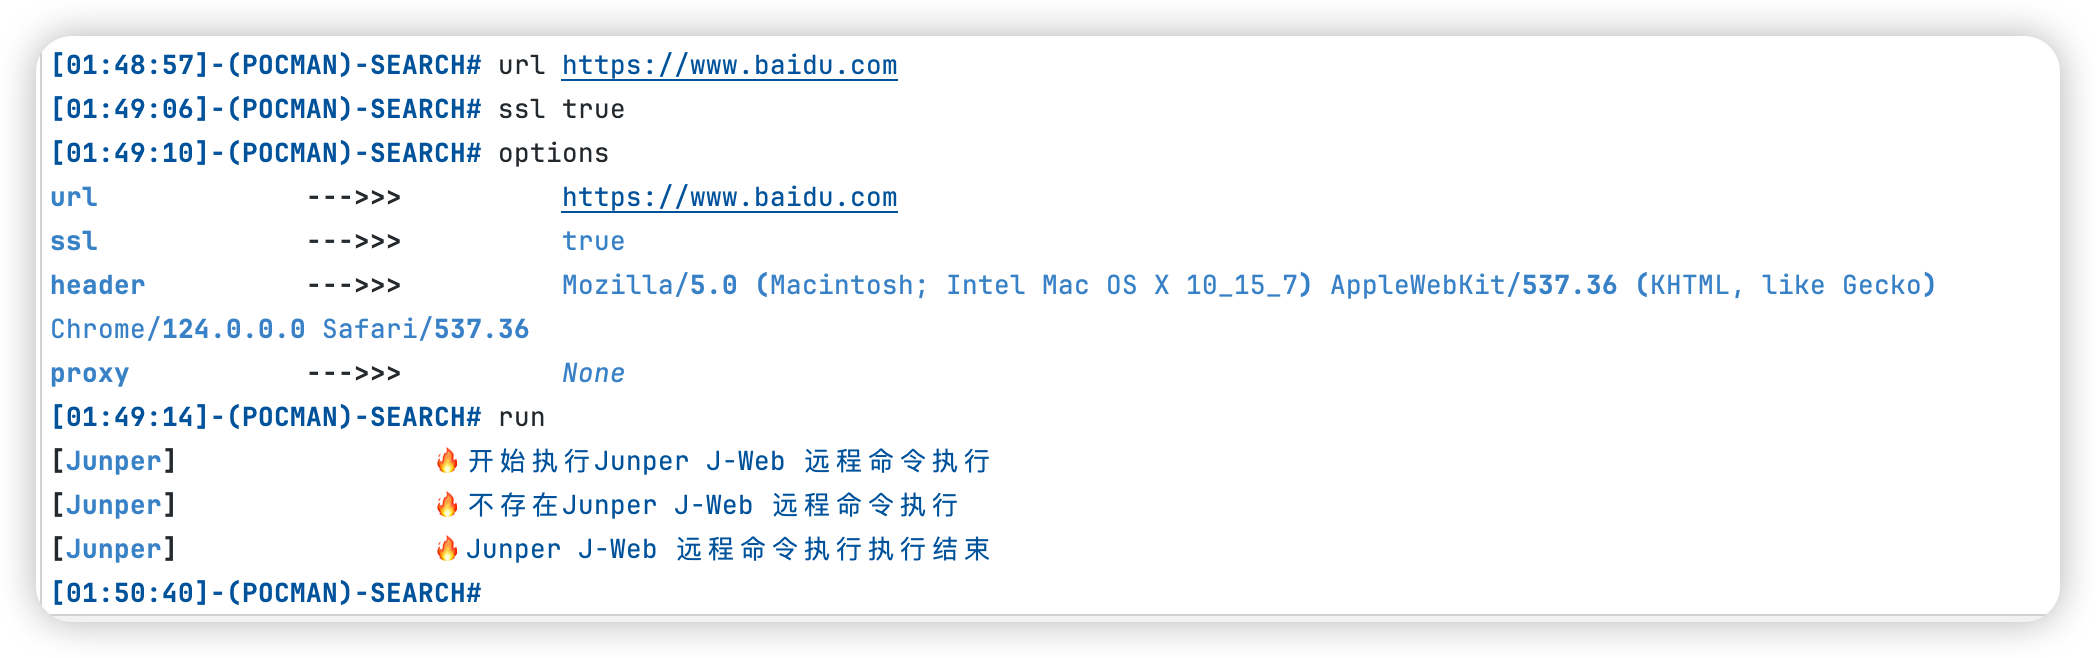 [01:48:57]-(POCMAN)-SEARCH# url https://www.baidu.com
[01:49:06]-(POCMAN)-SEARCH# ssl true
[01:49:10]-(POCMAN)-SEARCH# options
url --->>> https://www.baidu.com
ssl --->>> true
header --->>> Mozilla/5.0 (Macintosh; Intel Mac OS X 10_15_7) AppleWebKit/537.36 (KHTML, like Gecko)
Chrome/124.0.0.0 Safari/537.36
proxy --->>> None
[01:49:14]-(POCMAN)-SEARCH# run
[Junper] 🔥开始执行Junper J-Web 远程命令执行
[Junper] 🔥不存在Junper J-Web 远程命令执行
[Junper] 🔥Junper J-Web 远程命令执行执行结束
[01:50:40]-(POCMAN)-SEARCH#